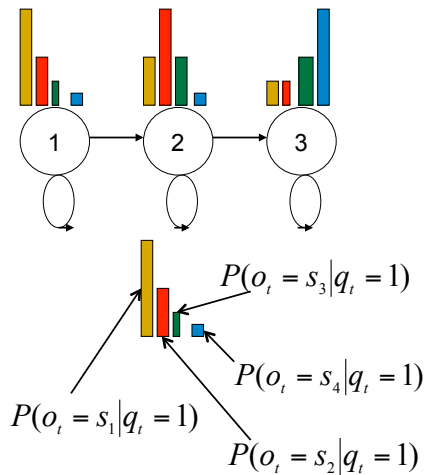 1 2 3
P(o_t = s_3|q_t = 1)
P(o_t = s_4|q_t = 1)
P(o_t = s_1|q_t = 1)
P(o_t = s_2|q_t = 1)